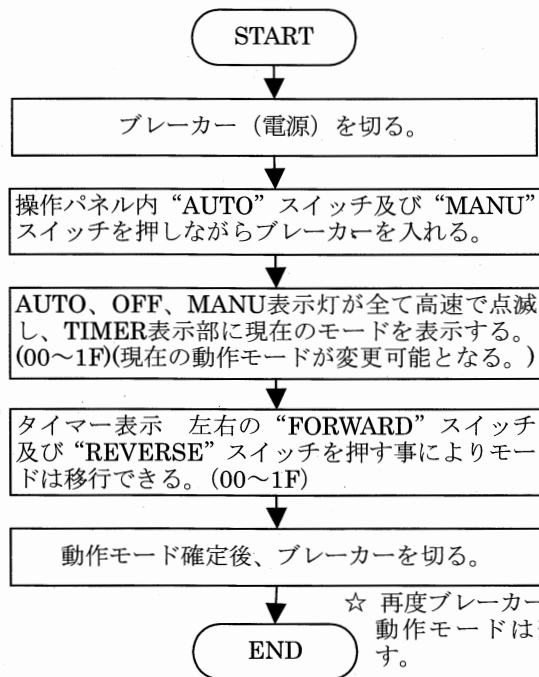 START
ブレーカー（電源）を切る。
操作パネル内“AUTO”スイッチ及び“MANU”
スイッチを押しながらブレーカーを入れる。
AUTO、OFF、MANU表示灯が全て高速で点滅
し、TIMER表示部に現在のモードを表示する。
(00～1F)(現在の動作モードが変更可能となる。)
タイマー表示　左右の“FORWARD”スイッチ
及び“REVERSE”スイッチを押す事によりモー
ドは移行できる。(00～1F)
動作モード確定後、ブレーカーを切る。
☆ 再度ブレーカー
動作モードは
END
す。